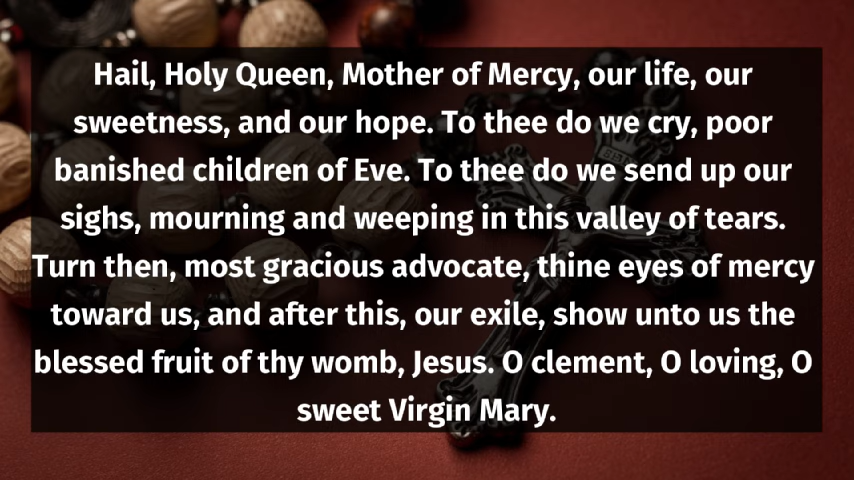 Hail, Holy Queen, Mother of Mercy, our life, our
sweetness, and our hope. To thee do we cry, poor
banished children of Eve. To thee do we send up our
sighs, mourning and weeping in this valley of tears.
Turn then, most gracious advocate, thine eyes of mercy
toward us, and after this, our exile, show unto us the
blessed fruit of thy womb, Jesus. O clement, O loving, O
sweet Virgin Mary.